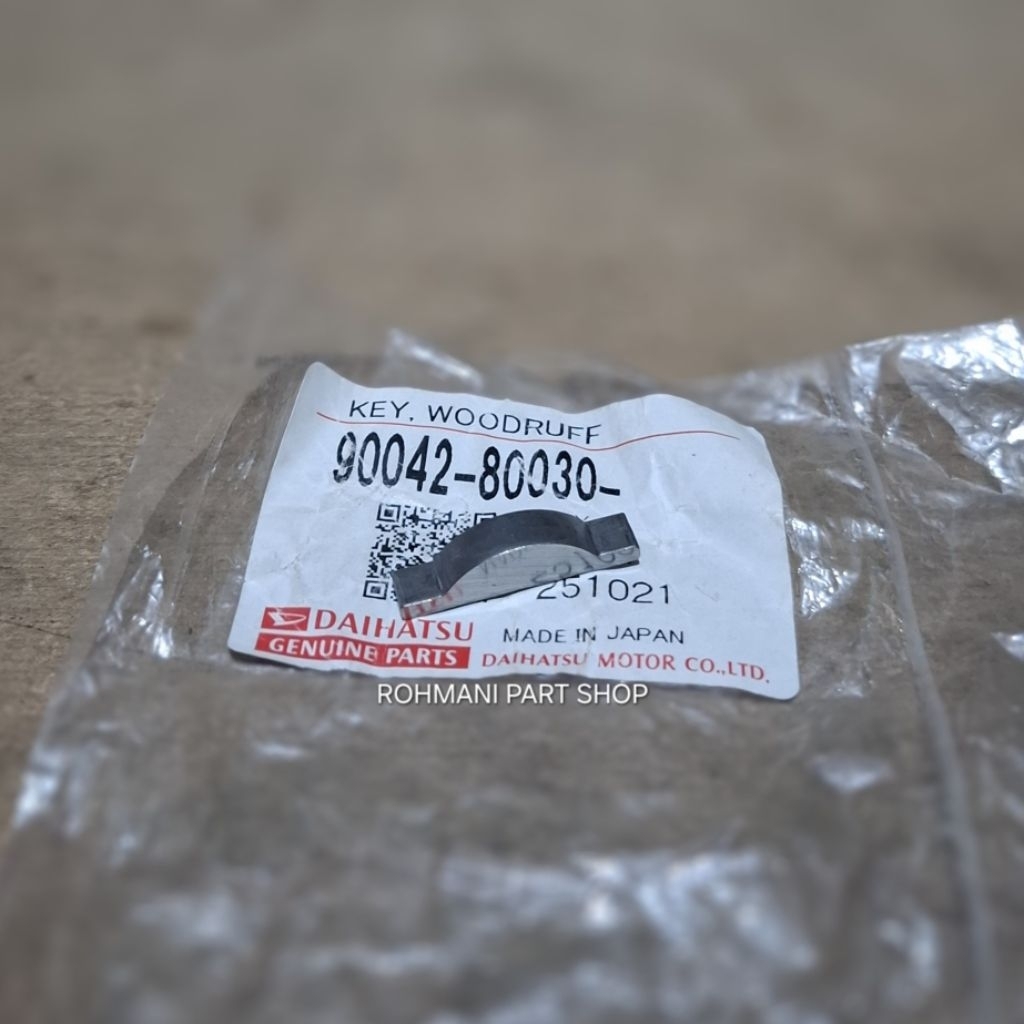 KEY, WOODRUFF
90042-80030-
251021
DAIHATSU
GENUINE PARTS
MADE IN JAPAN
DAIHATSU MOTOR CO.,LTD.
ROHMANI PART SHOP